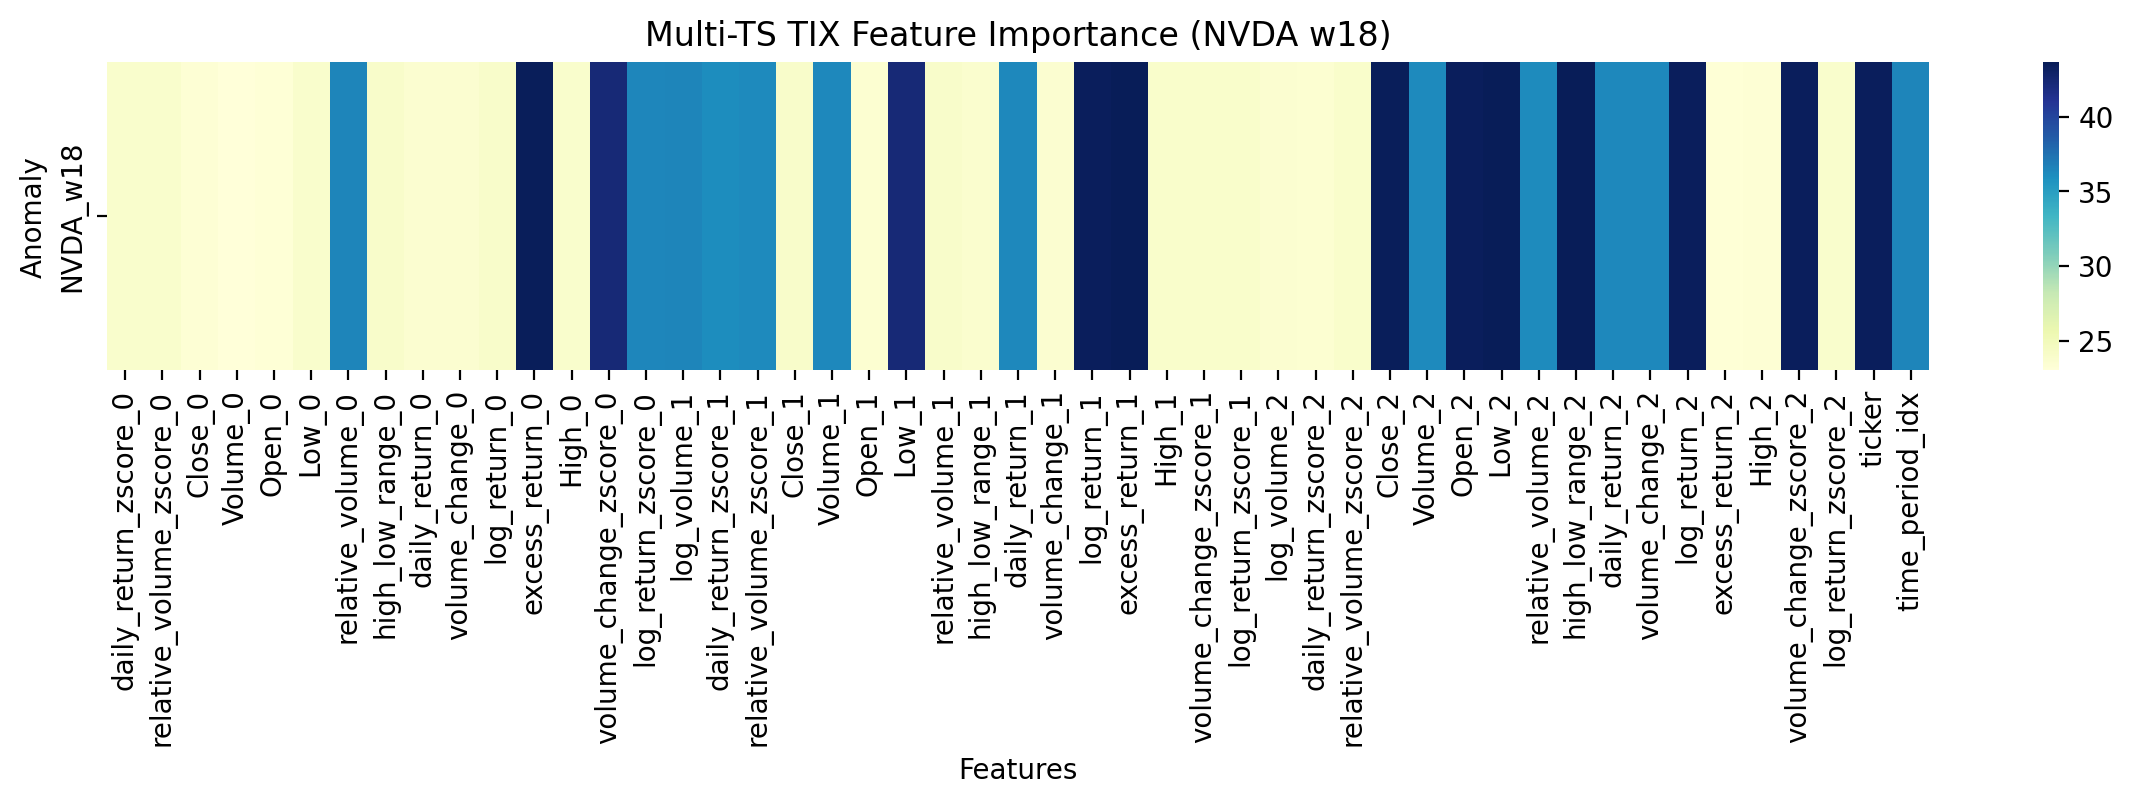 Multi-TS TIX Feature Importance (NVDA w18)
Anomaly
NVDA_w18
40
35
30
25
daily_return_zscore_0
relative_volume_zscore_0
Close_0
Volume_0
Open_0
Low_0
relative_volume_0
high_low_range_0
daily_return_0
volume_change_0
log_return_0
excess_return_0
High_0
volume_change_zscore_0
log_return_zscore_0
log_volume_1
daily_return_zscore_1
relative_volume_zscore_1
Close_1
Volume_1
Open_1
Low_1
relative_volume_1
high_low_range_1
daily_return_1
volume_change_1
log_return_1
excess_return_1
High_1
volume_change_zscore_1
log_return_zscore_1
log_volume_2
daily_return_zscore_2
relative_volume_zscore_2
Close_2
Volume_2
Open_2
Low_2
relative_volume_2
high_low_range_2
daily_return_2
volume_change_2
log_return_2
excess_return_2
High_2
volume_change_zscore_2
log_return_zscore_2
ticker
time_period_idx
Features